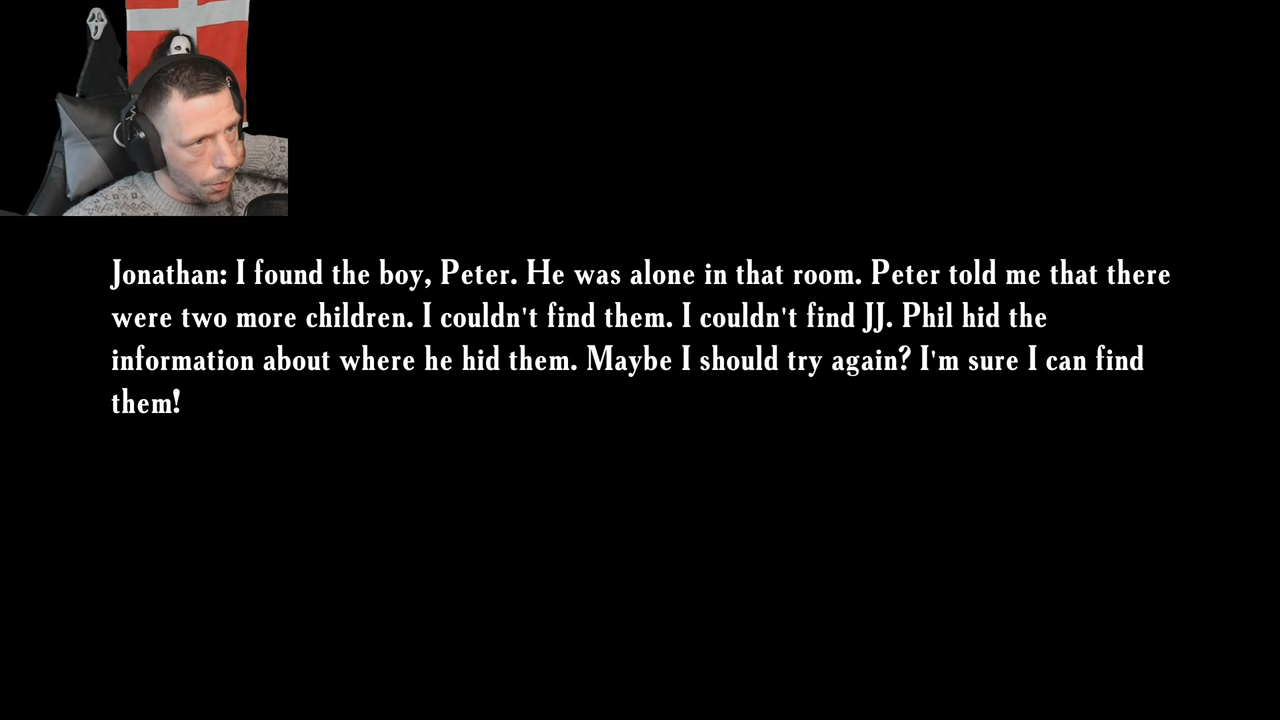 Jonathan: I found the boy, Peter. He was alone in that room. Peter told me that there
were two more children. I couldn't find them. I couldn't find JJ. Phil hid the
information about where he hid them. Maybe I should try again? I'm sure I can find
them!